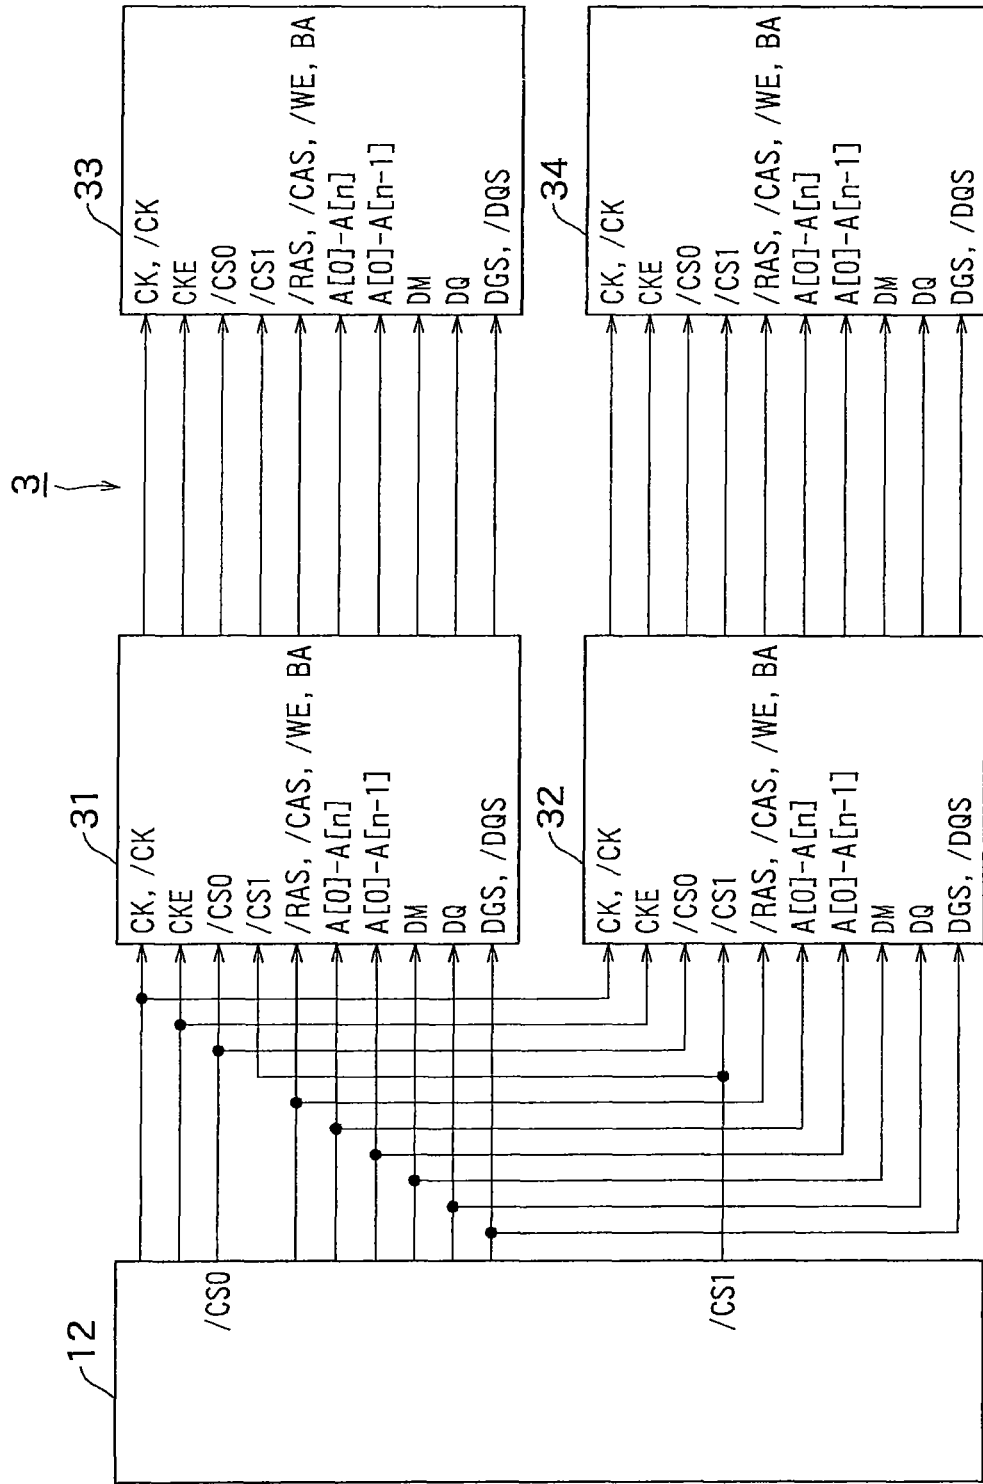 3
12
/CS0
/CS1
31
CK, /CK
CKE
/CS0
/CS1
/RAS, /CAS, /WE, BA
A[0]-A[n]
A[0]-A[n-1]
DM
DQ
DGS, /DQS
32
CK, /CK
CKE
/CS0
/CS1
/RAS, /CAS, /WE, BA
A[0]-A[n]
A[0]-A[n-1]
DM
DQ
DGS, /DQS
33
CK, /CK
CKE
/CS0
/CS1
/RAS, /CAS, /WE, BA
A[0]-A[n]
A[0]-A[n-1]
DM
DQ
DGS, /DQS
34
CK, /CK
CKE
/CS0
/CS1
/RAS, /CAS, /WE, BA
A[0]-A[n]
A[0]-A[n-1]
DM
DQ
DGS, /DQS